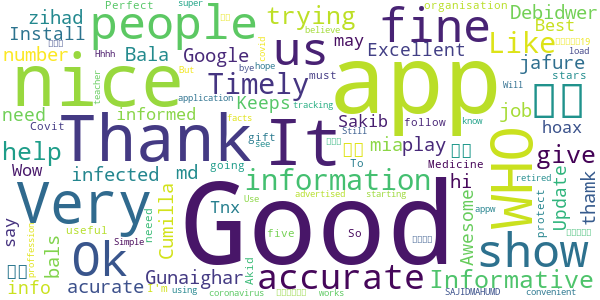 Perfect super organisation
zihad people trying fine Like Debidwer
Install Best
number Bala Google us may Excellent
Hhhh believe jafure
But covid Timely stars
nice bye hope app load
teacher application must Will
need informed Keeps job
Covit facts Sakib follow know hoax
help Thank It tracking WHO
gift Still mia play give
Wow infected md see To Medicine
going information hi retired
say Very Cumilla Tnx Use advertised starting Awesome Update thamk
protect
useful five So show
bals Ok neeed Good appw
proffession Gunaighar Akid accurate Informative
info acurate I'm
Simple using coronavirus works SAJIDMAHUMD convenient